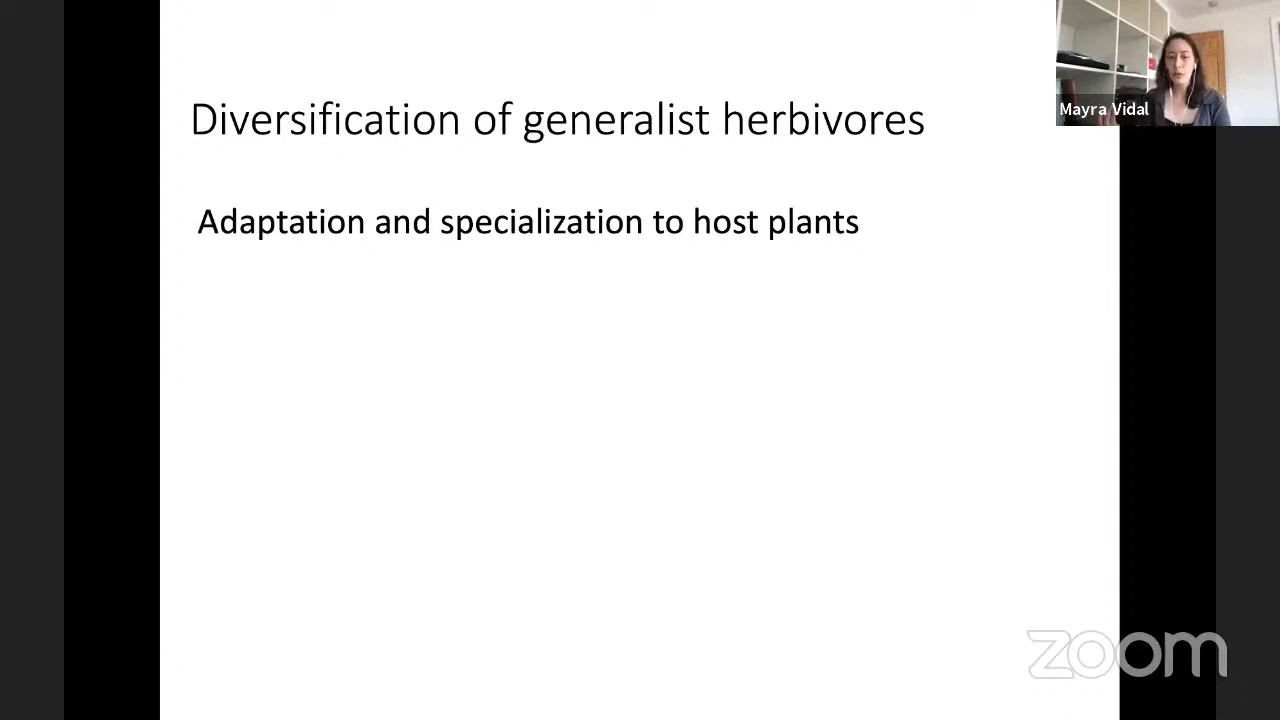 Diversification of generalist herbivores
Mayra Vidal
Adaptation and specialization to host plants
zoom